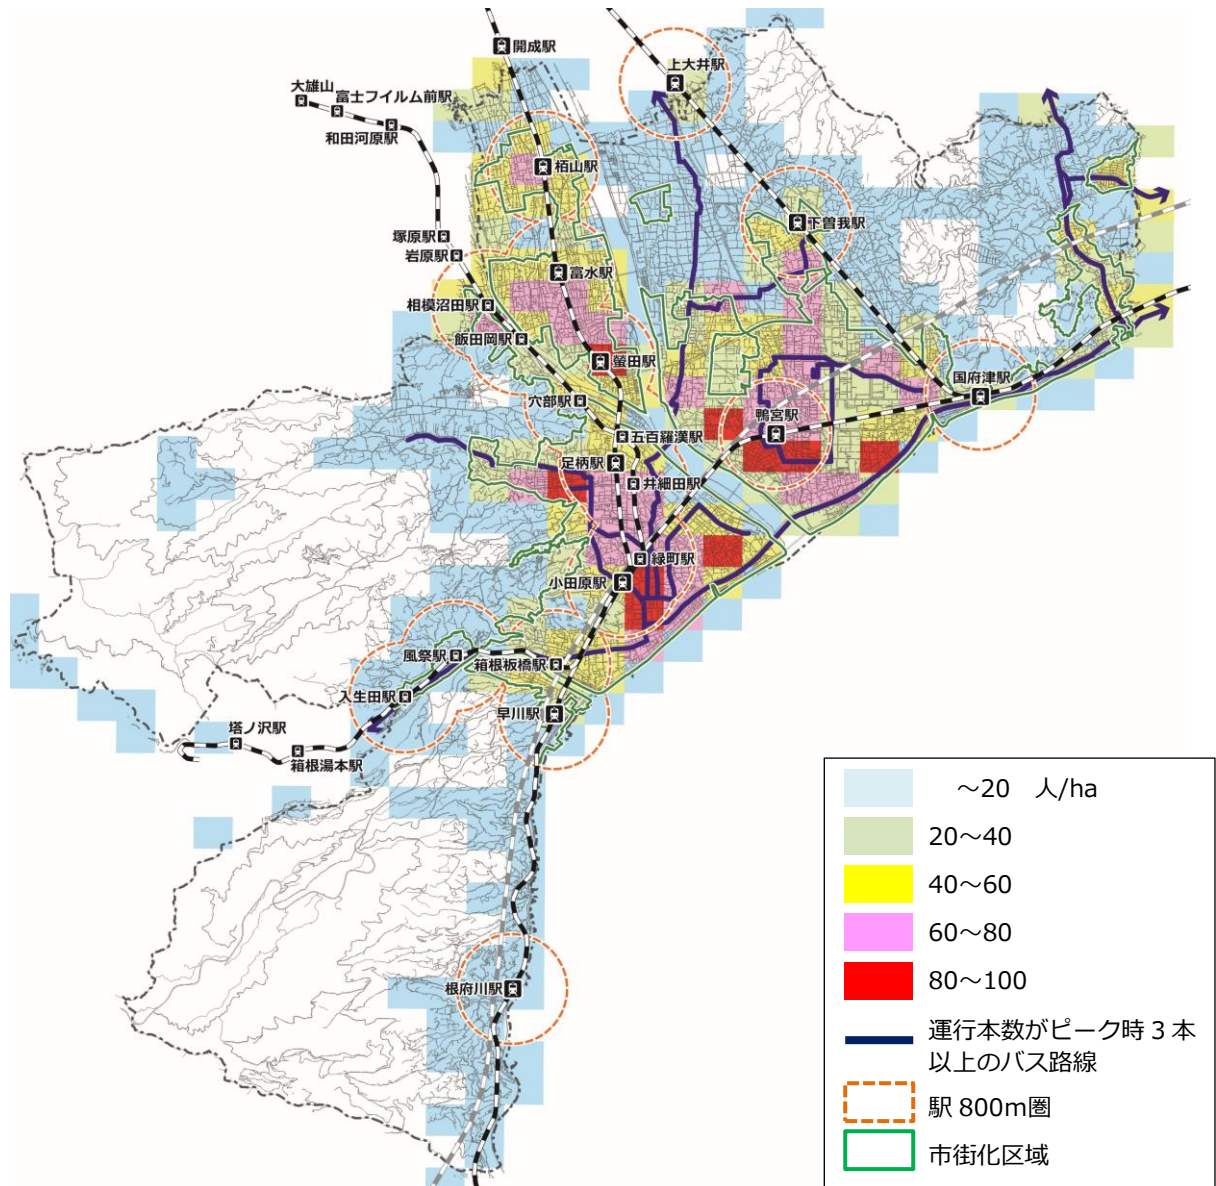 開成駅
上大井駅
大雄山
富士フイルム前駅
和田河原駅
栢山駅
下曽我駅
塚原駅
岩原駅
富水駅
相模沼田駅
飯田岡駅
螢田駅
国府津駅
穴部駅
鴨宮駅
五百羅漢駅
足柄駅
井細田駅
緑町駅
小田原駅
風祭駅
箱根板橋駅
入生田駅
早川駅
塔ノ沢駅
箱根湯本駅
根府川駅
～20 人/ha
20～40
40～60
60～80
80～100
運行本数がピーク時3本
以上のバス路線
駅800m圏
市街化区域